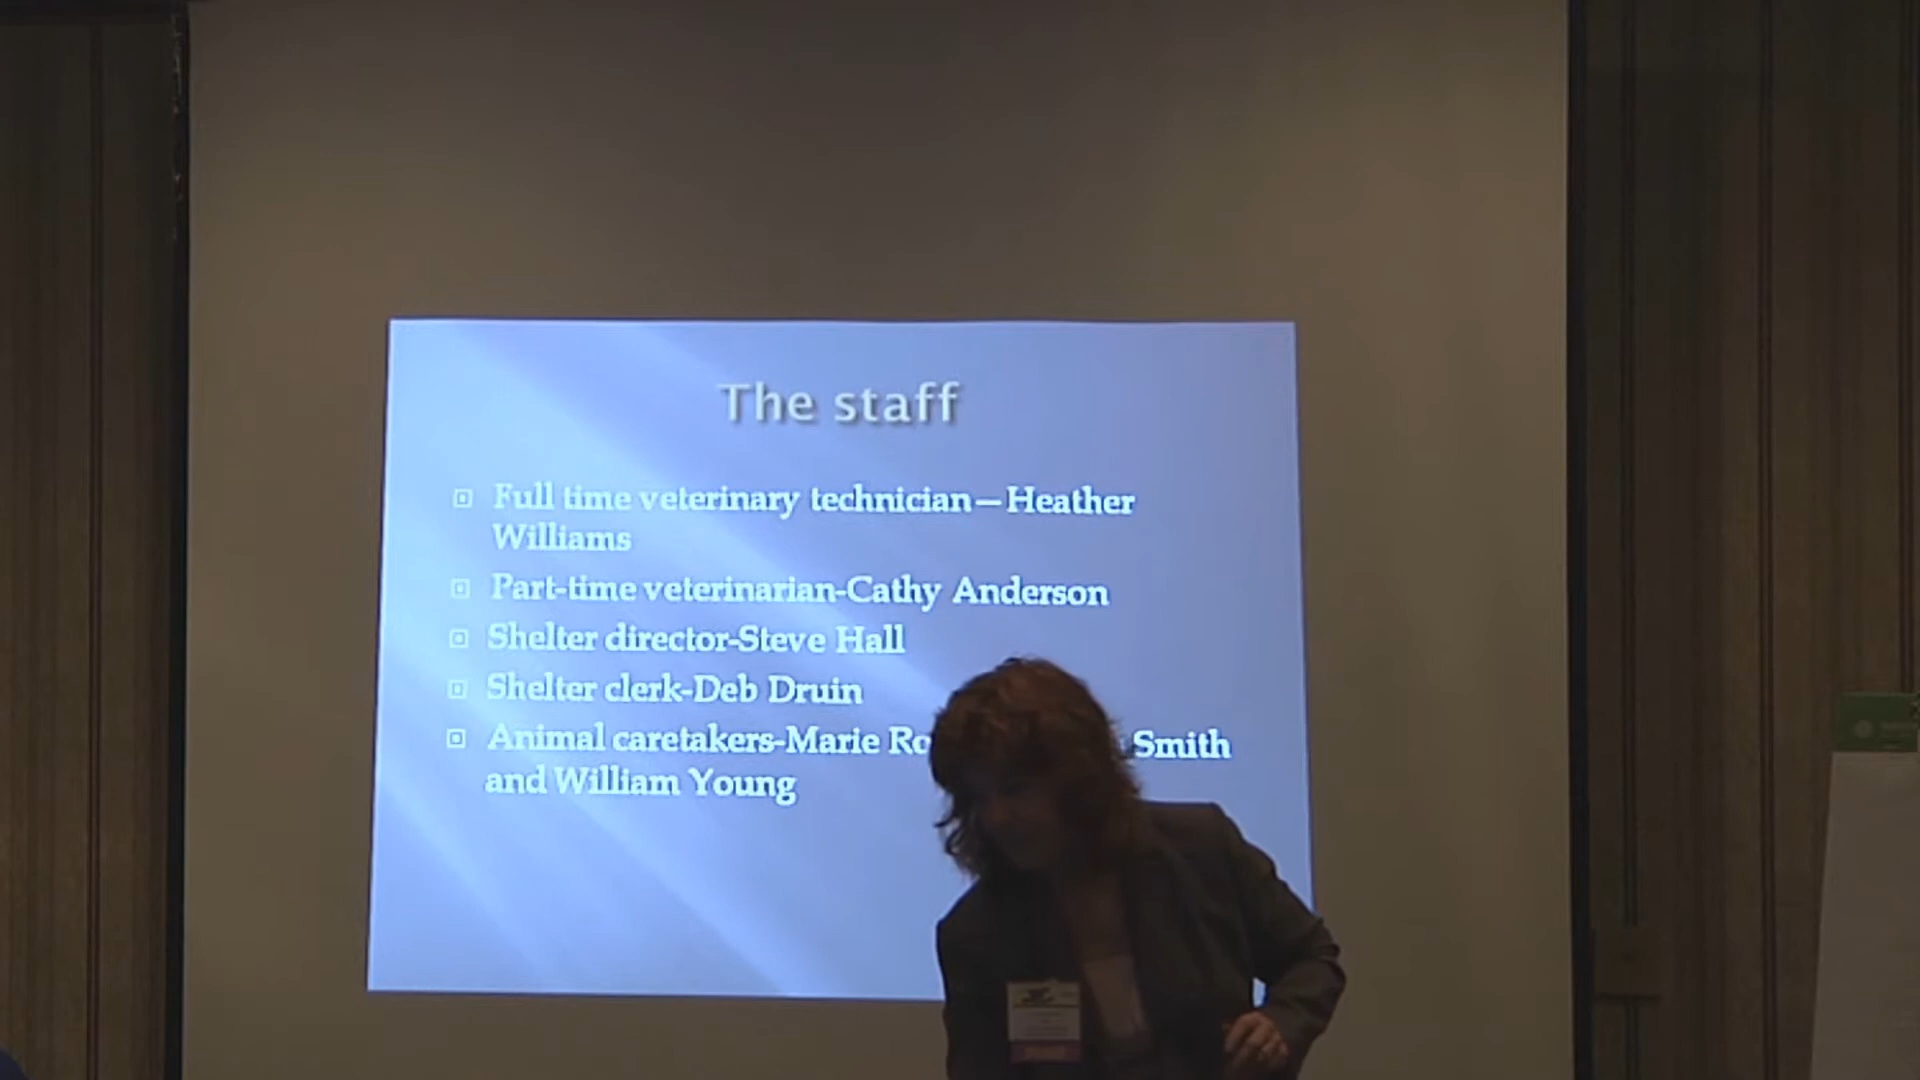 The staff
Full time veterinary technician—Heather
Williams
Part-time veterinarian-Cathy Anderson
Shelter director-Steve Hall
Shelter clerk-Deb Druin
Animal caretakers-Marie Smith
and William Young